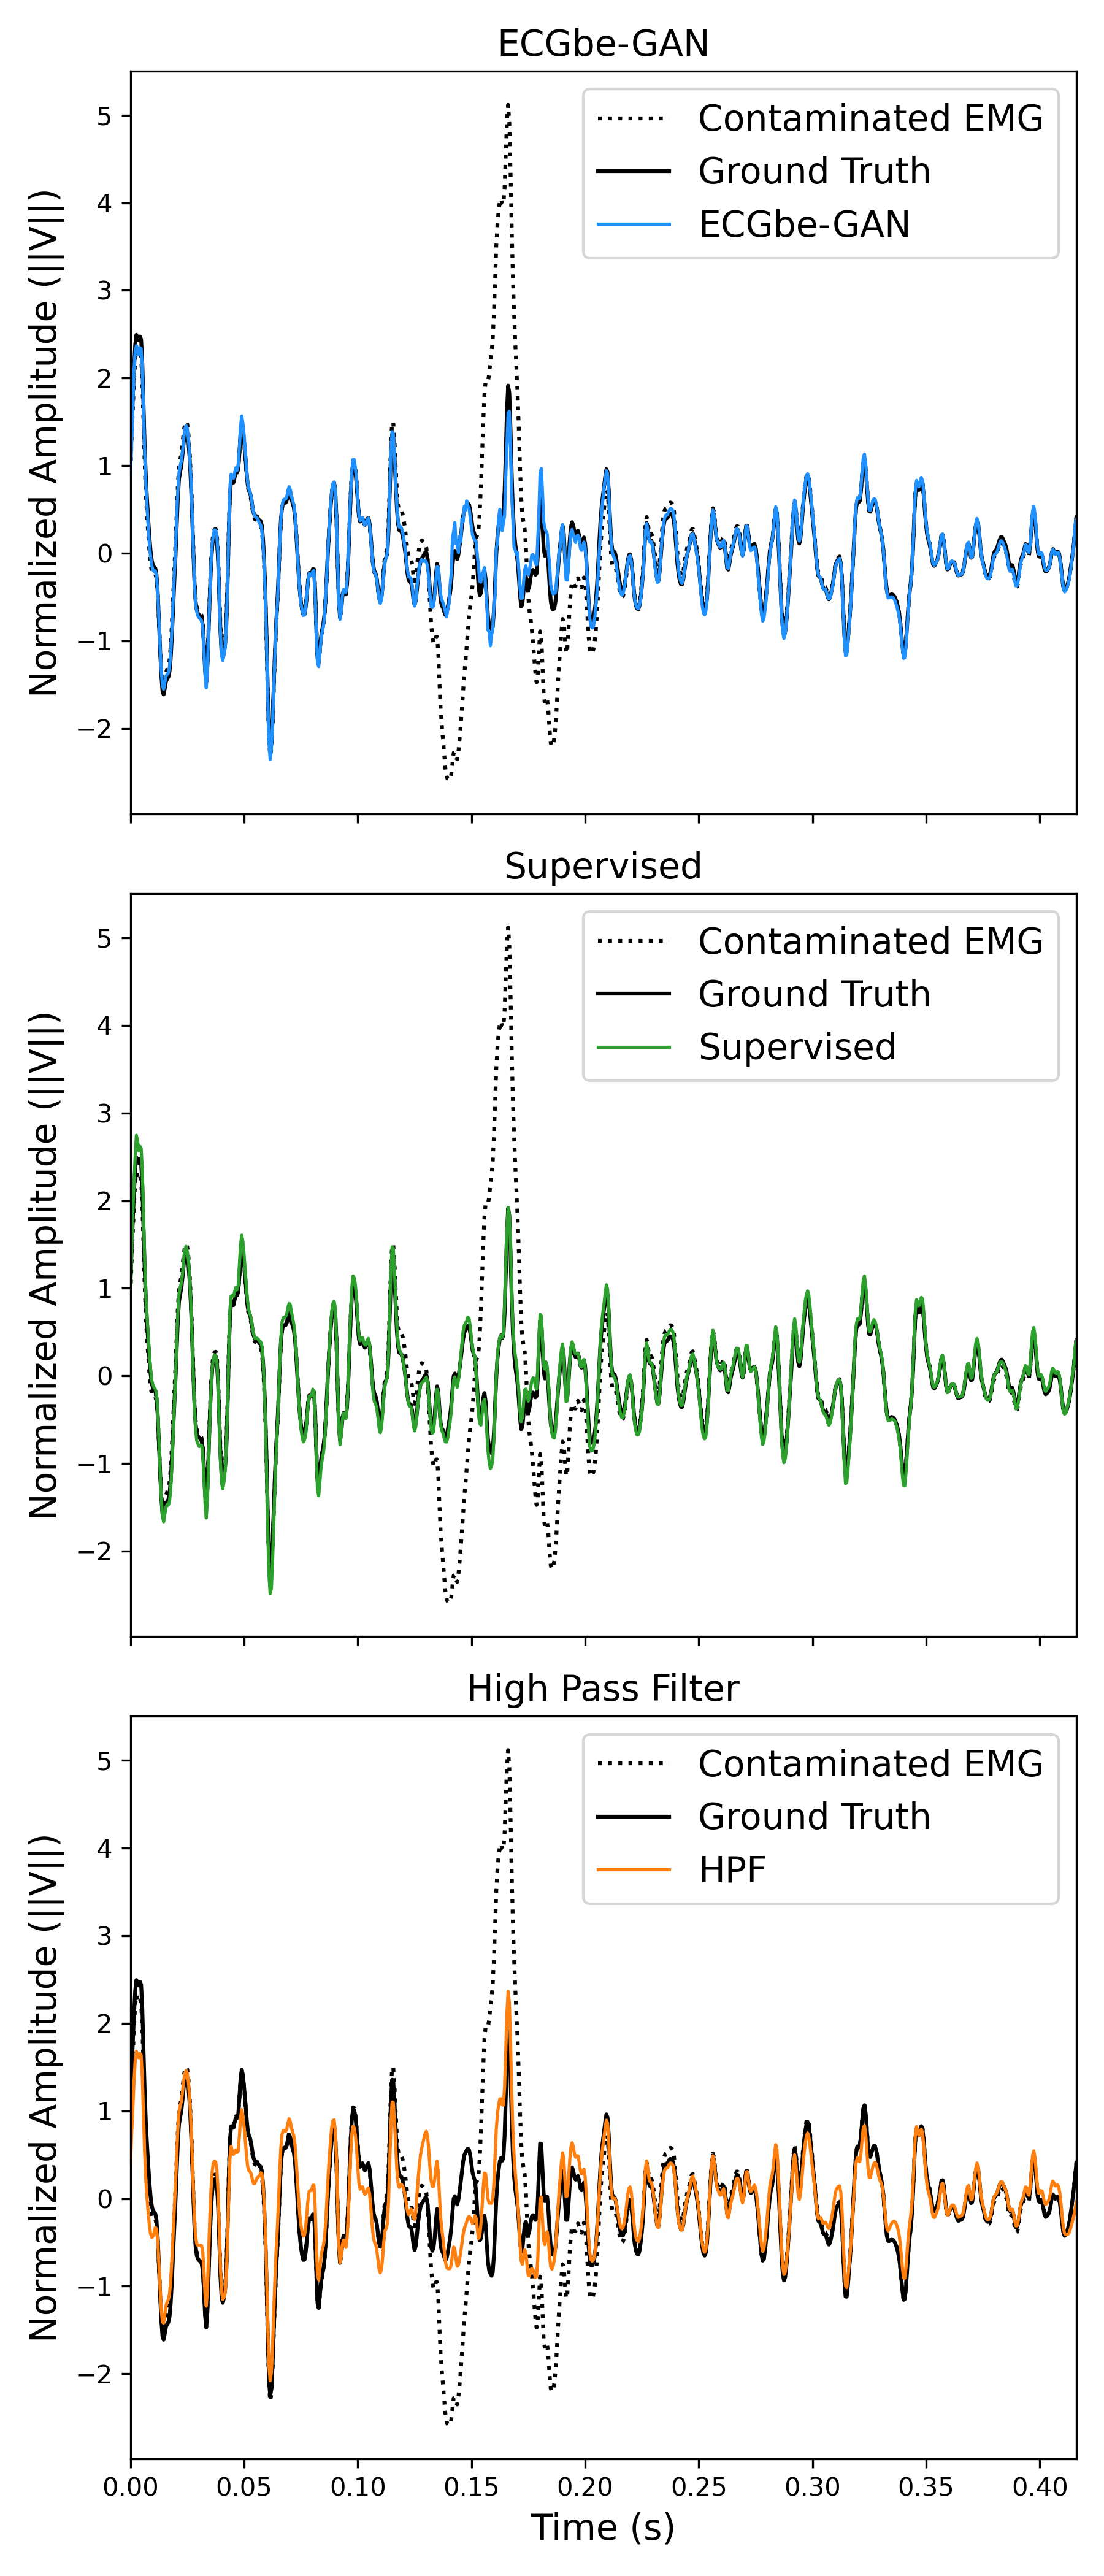 ECGbe-GAN
Contaminated EMG
Ground Truth
ECGbe-GAN
Normalized Amplitude (||V||)
5
4
3
2
1
0
−1
−2
Supervised
Contaminated EMG
Ground Truth
Supervised
Normalized Amplitude (||V||)
5
4
3
2
1
0
−1
−2
High Pass Filter
Contaminated EMG
Ground Truth
HPF
Normalized Amplitude (||V||)
5
4
3
2
1
0
−1
−2
0.00 0.05 0.10 0.15 0.20 0.25 0.30 0.35 0.40
Time (s)